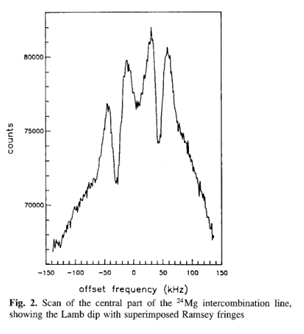 80000
75000
70000
counts
-150 -100 -50 0 50 100 150
offset frequency (kHz)
Fig. 2. Scan of the central part of the ²⁴Mg intercombination line,
showing the Lamb dip with superimposed Ramsey fringes